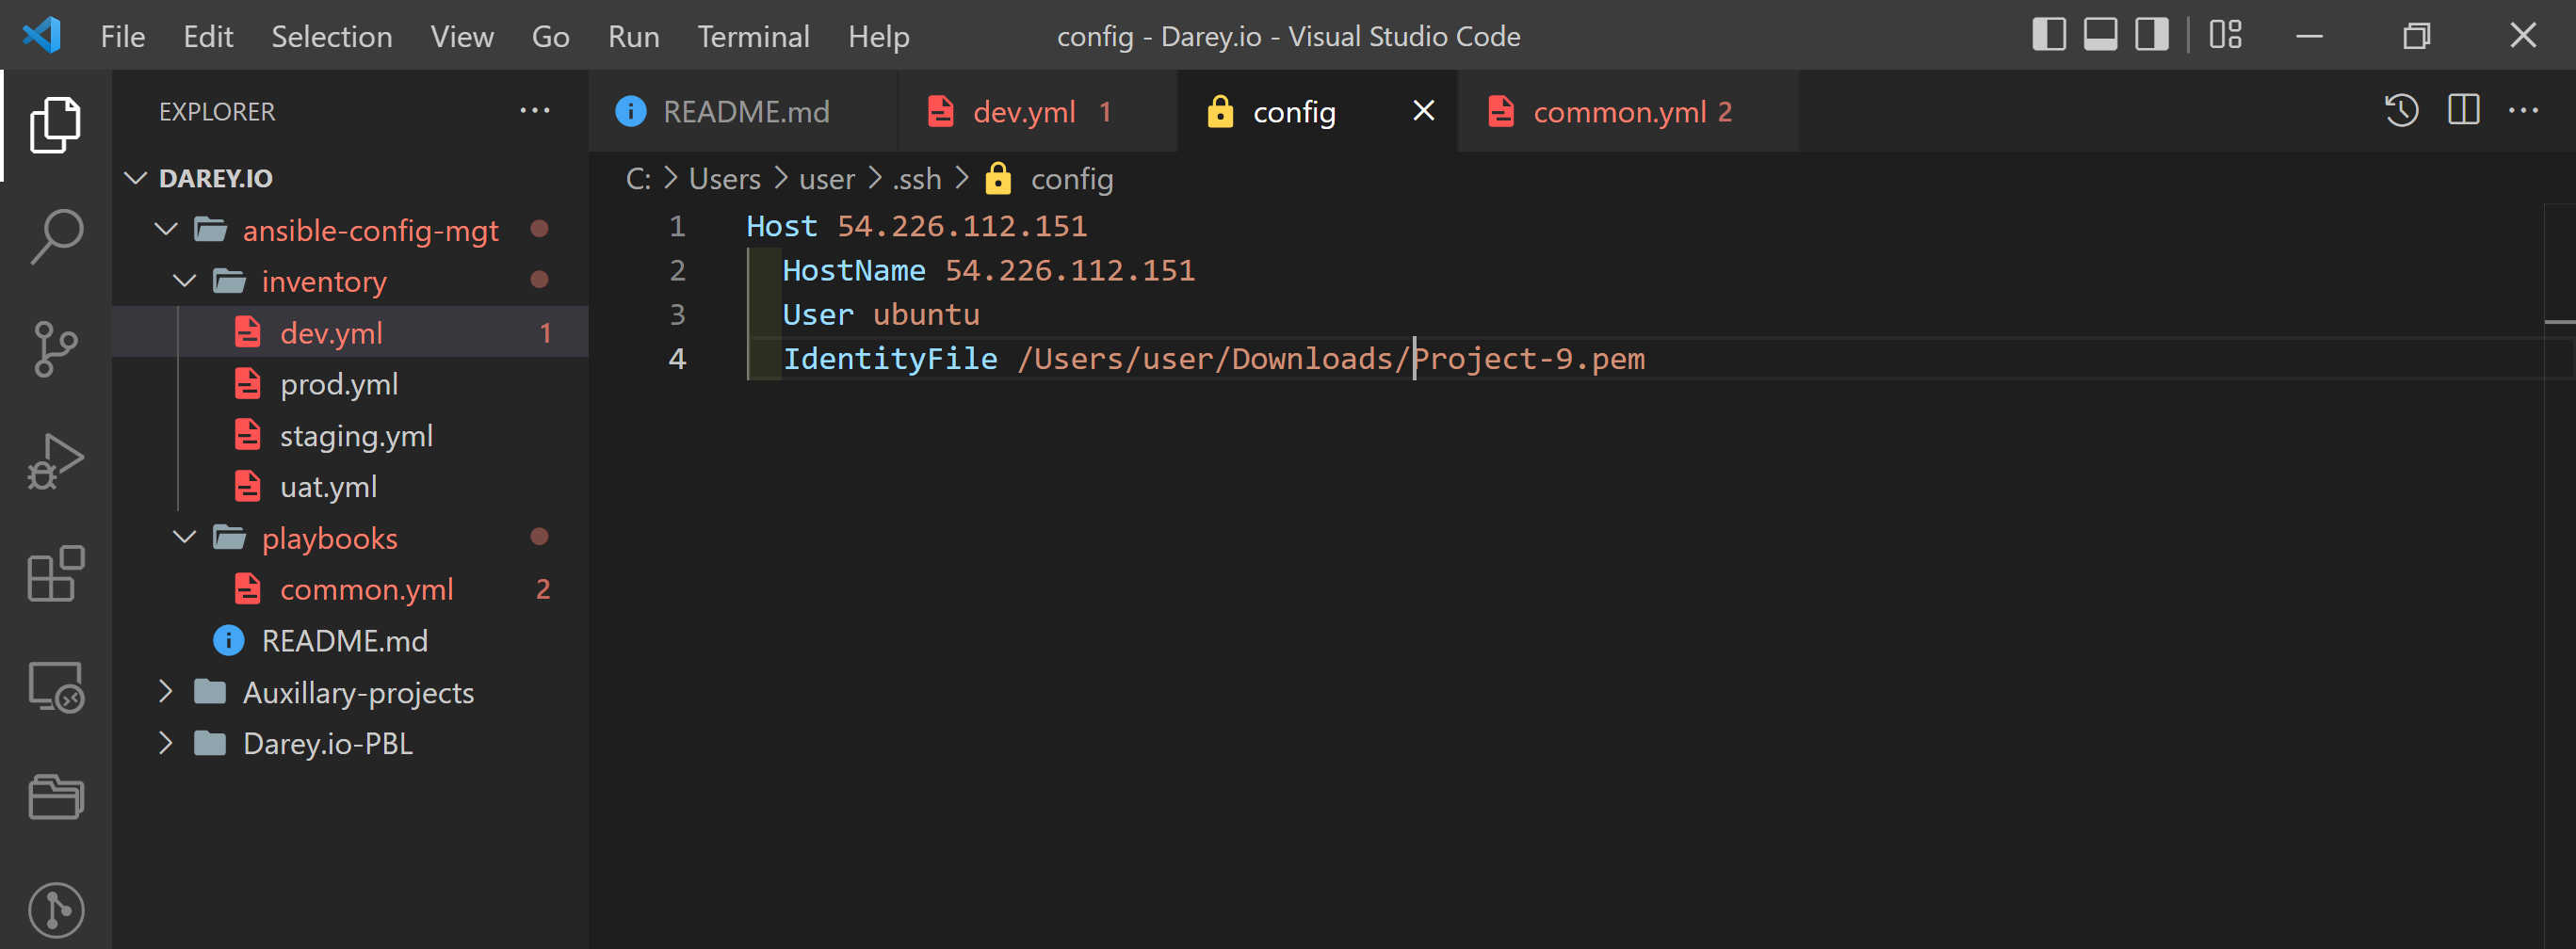 File Edit Selection View Go Run Terminal Help config - Darey.io - Visual Studio Code
EXPLORER
DAREY.IO
ansible-config-mgt
inventory
dev.yml 1
prod.yml
staging.yml
uat.yml
playbooks
common.yml 2
README.md
Auxillary-projects
Darey.io-PBL
README.md dev.yml 1 config common.yml 2
C: > Users > user > .ssh > config
1 Host 54.226.112.151
2 HostName 54.226.112.151
3 User ubuntu
4 IdentityFile /Users/user/Downloads/Project-9.pem